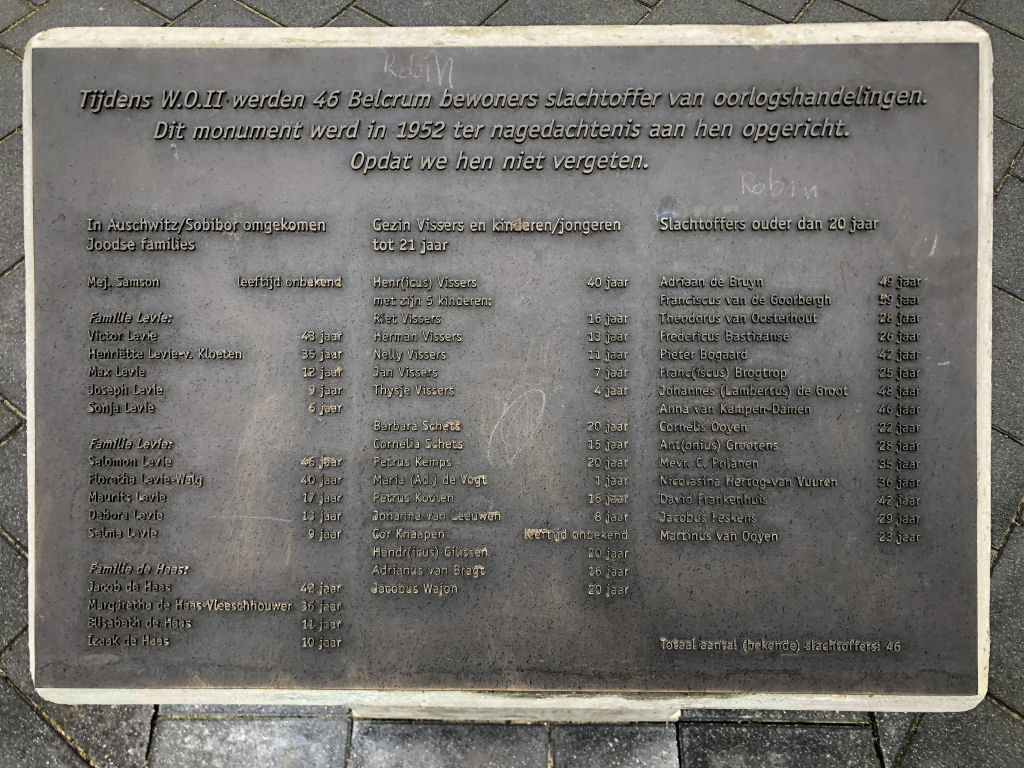 Robin
Tijdens W.O.II werden 46 Belcrum bewoners slachtoffer van oorlogshandelingen.
Dit monument werd in 1952 ter nagedachtenis aan hen opgericht.
Opdat we hen niet vergeten.
Robin
In Auschwitz/Sobibor omgekomen
Joodse families
Mej. Samson leeftijd onbekend
Familie Levie:
Victor Levie 43 jaar
Henriëtte Levie-v. Kloeten 35 jaar
Max Levie 12 jaar
Joseph Levie 9 jaar
Sonja Levie 6 jaar
Familie Levie:
Salomon Levie 46 jaar
Floretha Levie-Walg 40 jaar
Maurits Levie 17 jaar
Debora Levie 13 jaar
Salma Levie 9 jaar
Familie de Haas:
Jacob de Haas 42 jaar
Margaretha de Haas-Vleeschhouwer 36 jaar
Elisabeth de Haas 11 jaar
Izaak de Haas 10 jaar
Gezin Vissers en kinderen/jongeren
tot 21 jaar
Henr(icus) Vissers 40 jaar
met zijn 5 kinderen:
Riet Vissers 16 jaar
Herman Vissers 13 jaar
Nelly Vissers 11 jaar
Jan Vissers 7 jaar
Thysje Vissers 4 jaar
Barbara Schets 20 jaar
Cornelia Schets 15 jaar
Petrus Kemps 20 jaar
Maria (Ad.) de Vogt 1 jaar
Petrus Koolen 16 jaar
Johanna van Leeuwen 8 jaar
Cor Knaapen leeftijd onbekend
Hendr(icus) Gilissen 20 jaar
Adrianus van Bragt 16 jaar
Jacobus Wajon 20 jaar
Slachtoffers ouder dan 20 jaar
Adriaan de Bruyn 49 jaar
Franciscus van de Goorbergh 59 jaar
Theodorus van Oosterhout 28 jaar
Fredericus Bastiaanse 26 jaar
Pieter Bogaard 42 jaar
Franc(iscus) Brogtrop 25 jaar
Johannes (Lambertus) de Groot 48 jaar
Anna van Kampen-Damen 46 jaar
Cornelis Ooyen 22 jaar
Ant(onius) Grootens 28 jaar
Mevr. C. Polanen 35 jaar
Nicolasina Hertog-van Vuuren 36 jaar
David Frankenhuis 42 jaar
Jacobus Feskens 29 jaar
Martinus van Ooyen 23 jaar
Totaal aantal (bekende) slachtoffers: 46